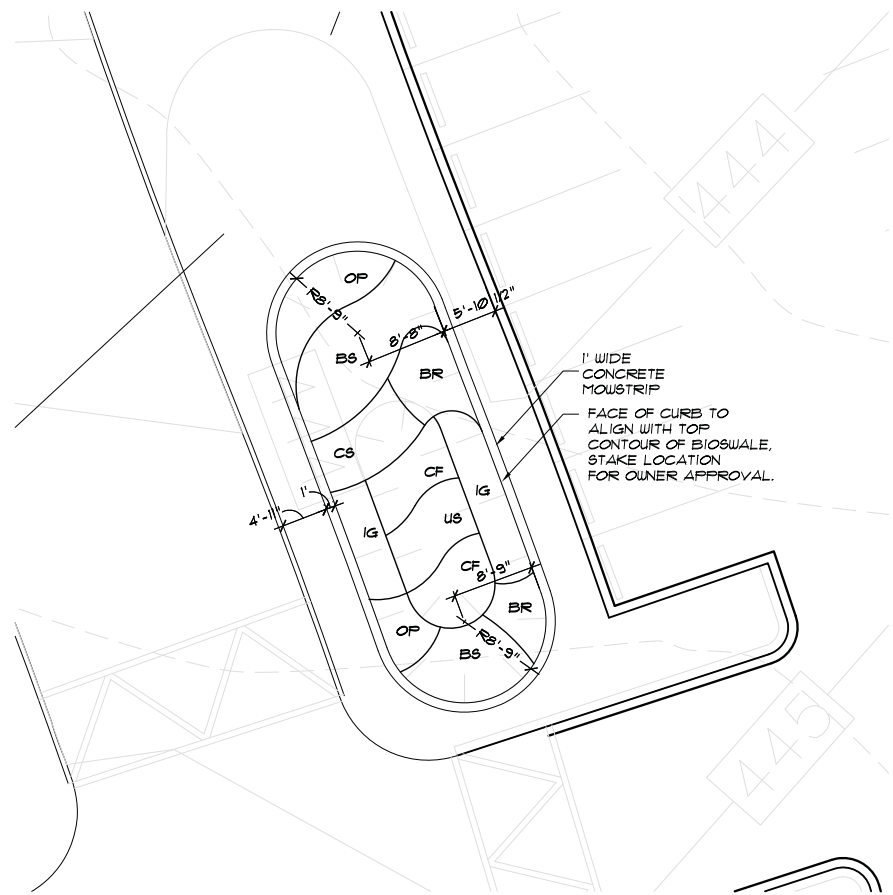 444
OP
R8'-9"
5'-10 1/2"
8'-8"
BS
BR
1' WIDE
CONCRETE
MOWSTRIP
FACE OF CURB TO
ALIGN WITH TOP
CONTOUR OF BIOSWALE,
STAKE LOCATION
FOR OWNER APPROVAL.
CS
CF
1'
IG
4'-11"
US
IG
CF
8'-9"
BR
OP
R8'-9"
BS
445